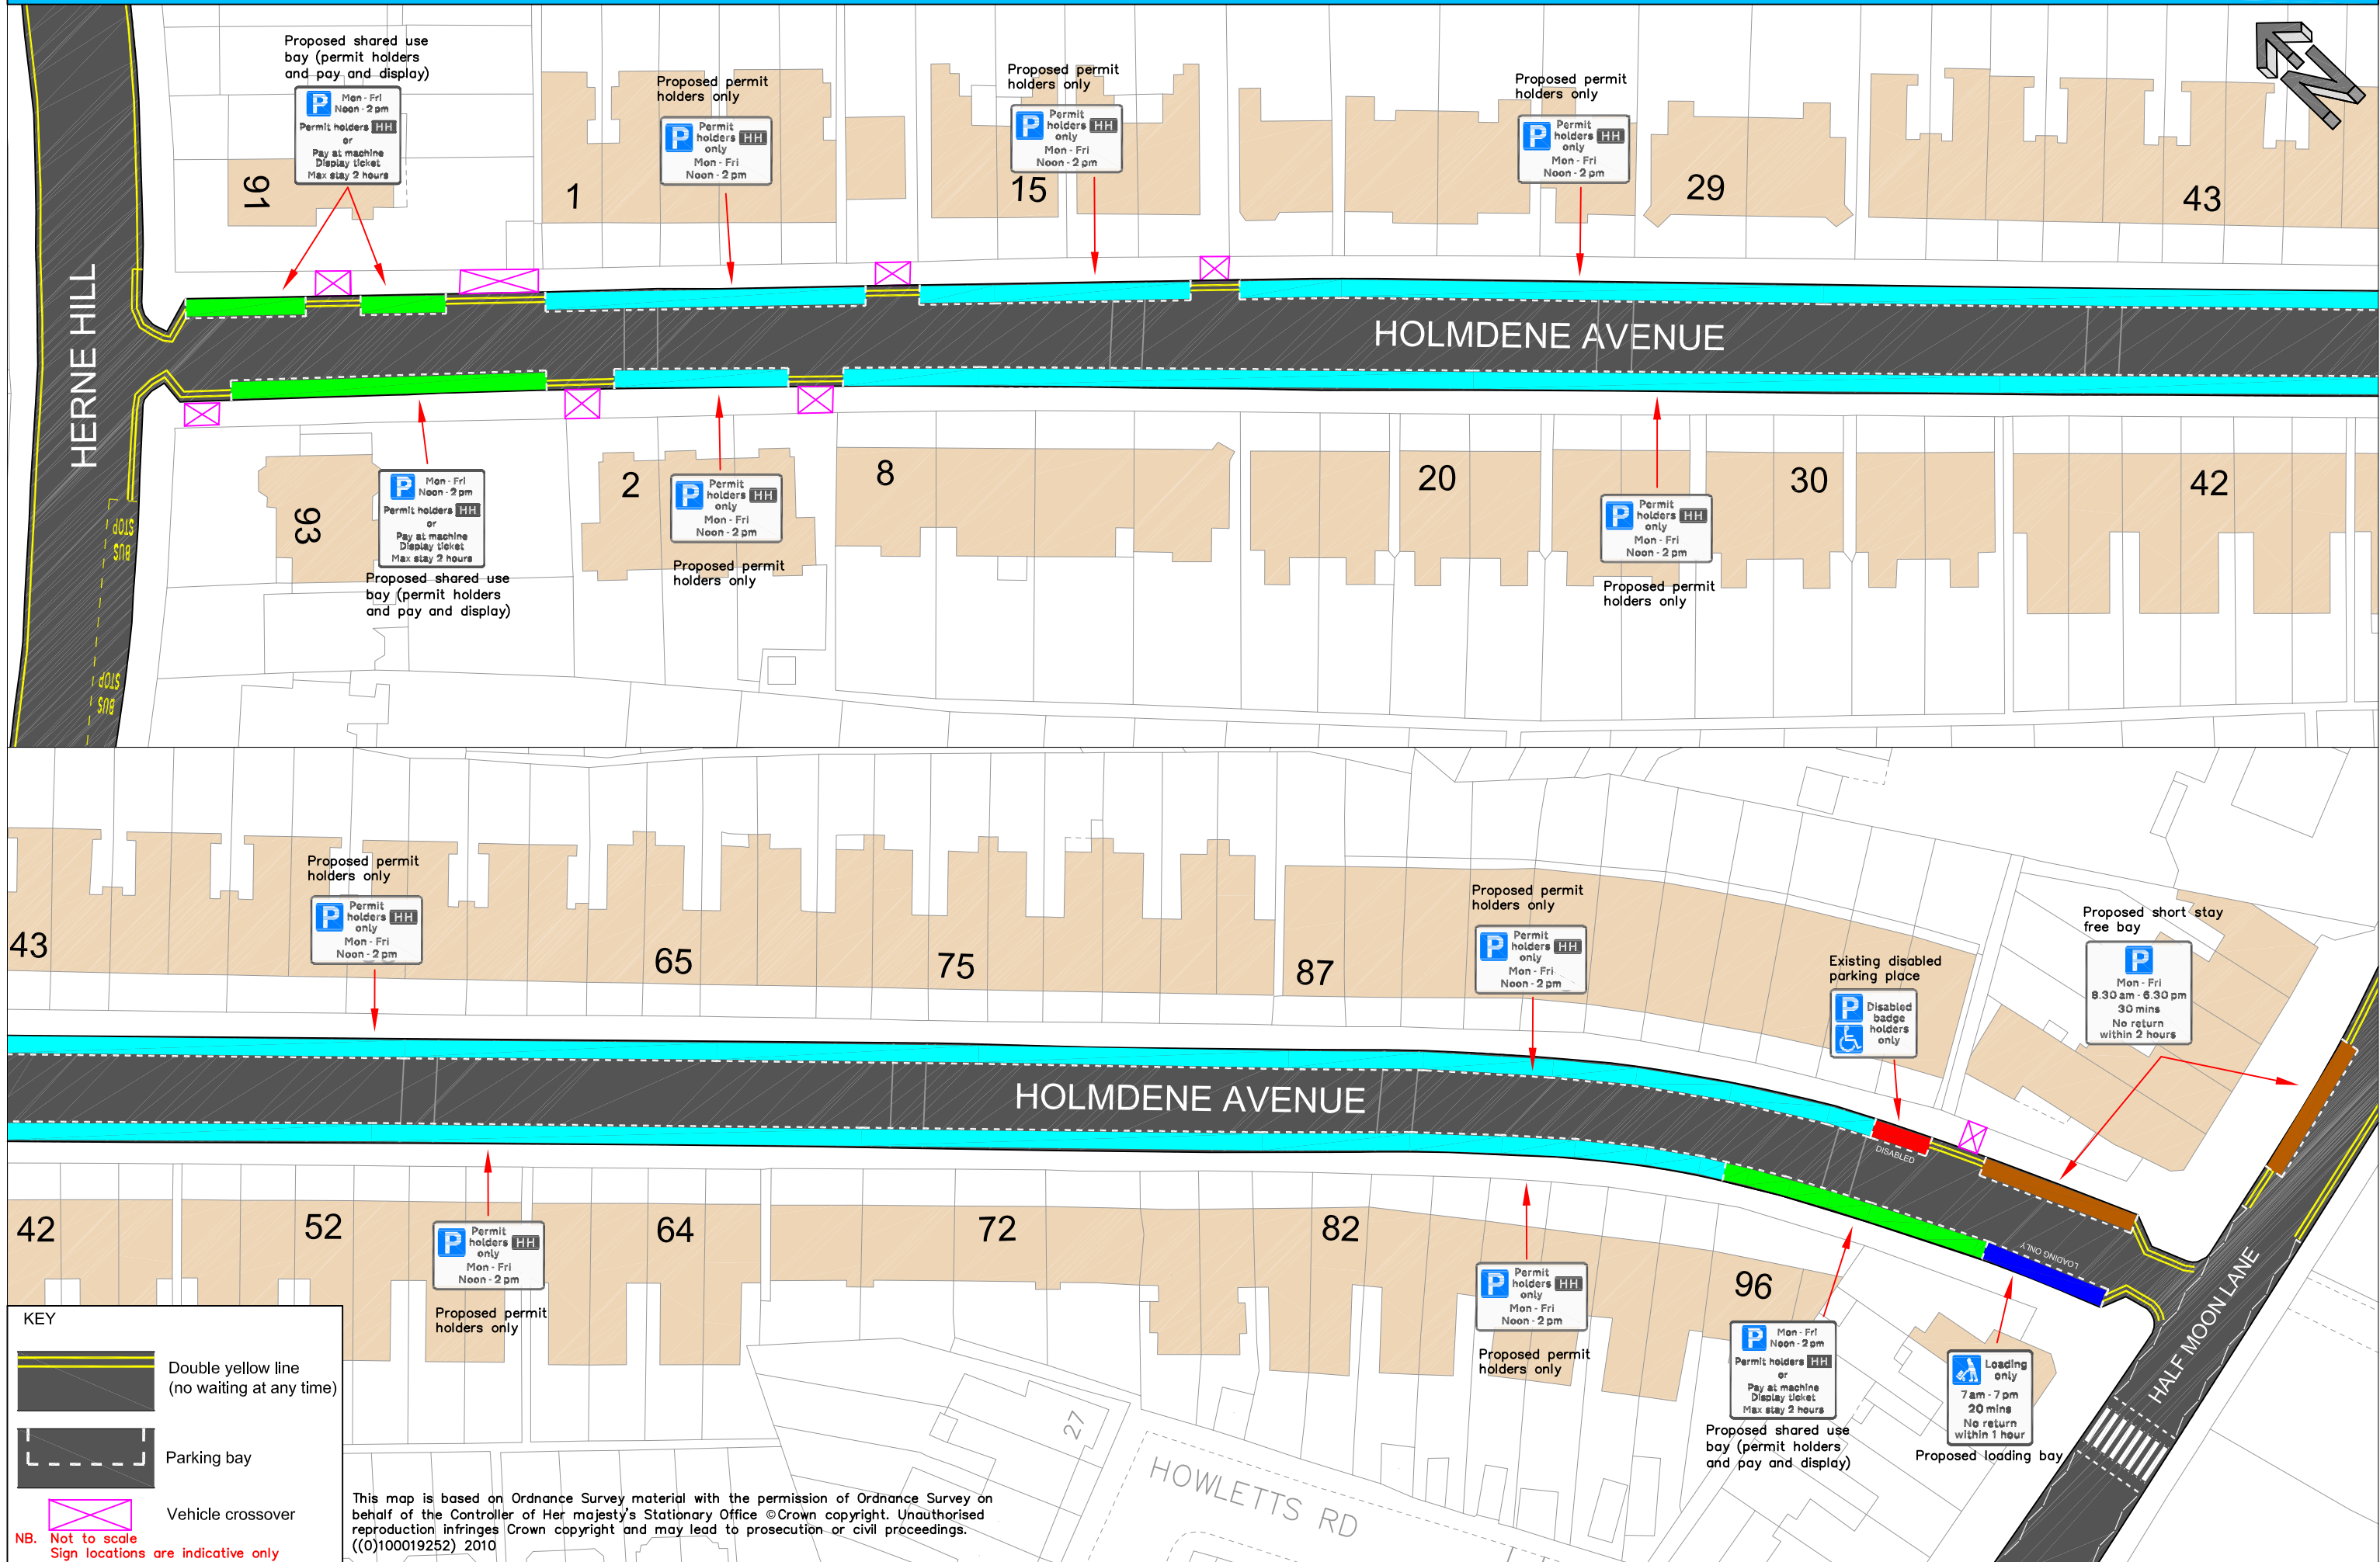 Proposed shared use
bay (permit holders
and pay and display)
P Mon - Fri
Noon - 2 pm
Permit holders HH
or
Pay at machine
Display ticket
Max stay 2 hours
Proposed permit
holders only
P Permit
holders HH
only
Mon - Fri
Noon - 2 pm
Proposed permit
holders only
P Permit
holders HH
only
Mon - Fri
Noon - 2 pm
Proposed permit
holders only
P Permit
holders HH
only
Mon - Fri
Noon - 2 pm
N
91
1
15
29
43
HERNE HILL
HOLMDENE AVENUE
93
2
8
20
30
42
P Mon - Fri
Noon - 2 pm
Permit holders HH
or
Pay at machine
Display ticket
Max stay 2 hours
Proposed shared use
bay (permit holders
and pay and display)
P Permit
holders HH
only
Mon - Fri
Noon - 2 pm
Proposed permit
holders only
P Permit
holders HH
only
Mon - Fri
Noon - 2 pm
Proposed permit
holders only
BUS
STOP
BUS
STOP
Proposed permit
holders only
P Permit
holders HH
only
Mon - Fri
Noon - 2 pm
Proposed permit
holders only
P Permit
holders HH
only
Mon - Fri
Noon - 2 pm
Existing disabled
parking place
P Disabled
badge
holders
only
Proposed short stay
free bay
P
Mon - Fri
8.30 am - 6.30 pm
30 mins
No return
within 2 hours
43
65
75
87
HOLMDENE AVENUE
DISABLED
LOADING ONLY
HALF MOON LANE
42
52
64
72
82
96
P Permit
holders HH
only
Mon - Fri
Noon - 2 pm
Proposed permit
holders only
P Permit
holders HH
only
Mon - Fri
Noon - 2 pm
Proposed permit
holders only
P Mon - Fri
Noon - 2 pm
Permit holders HH
or
Pay at machine
Display ticket
Max stay 2 hours
Proposed shared use
bay (permit holders
and pay and display)
Loading
only
7 am - 7 pm
20 mins
No return
within 1 hour
Proposed loading bay
27
HOWLETTS RD
KEY
Double yellow line
(no waiting at any time)
Parking bay
Vehicle crossover
NB. Not to scale
Sign locations are indicative only
This map is based on Ordnance Survey material with the permission of Ordnance Survey on
behalf of the Controller of Her majesty's Stationary Office ©Crown copyright. Unauthorised
reproduction infringes Crown copyright and may lead to prosecution or civil proceedings.
((0)100019252) 2010